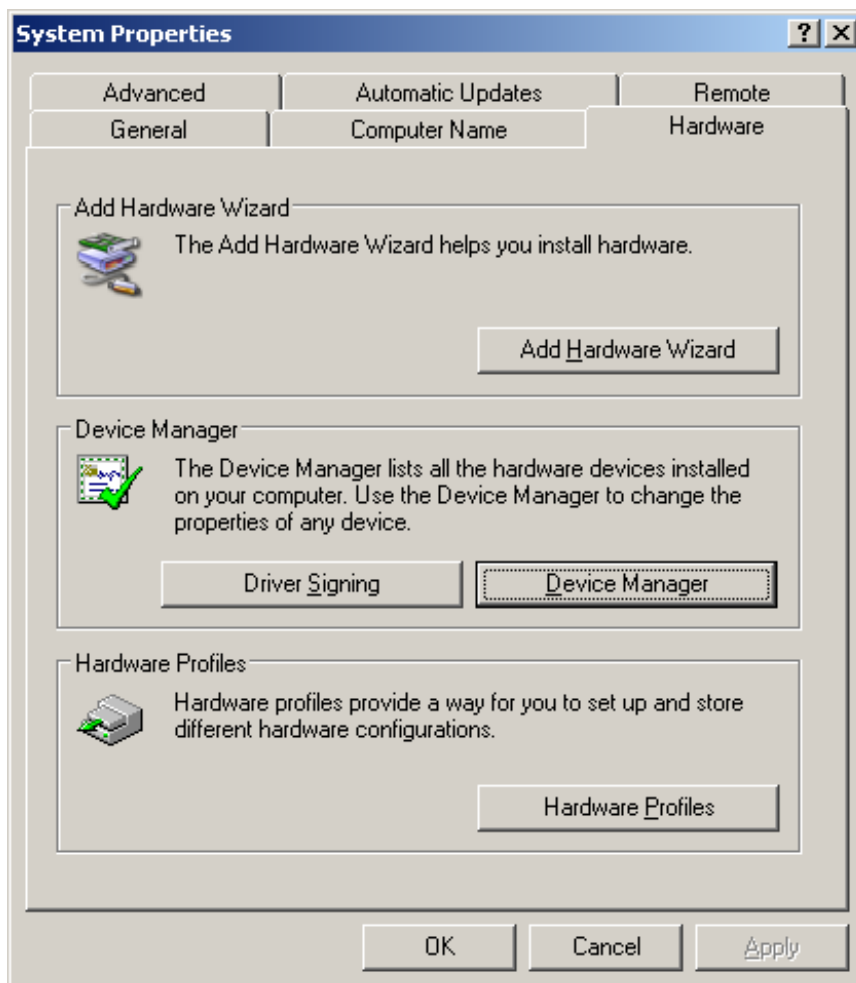 System Properties
Advanced
Automatic Updates
Remote
General
Computer Name
Hardware
Add Hardware Wizard
The Add Hardware Wizard helps you install hardware.
Add Hardware Wizard
Device Manager
The Device Manager lists all the hardware devices installed
on your computer. Use the Device Manager to change the
properties of any device.
Driver Signing
Device Manager
Hardware Profiles
Hardware profiles provide a way for you to set up and store
different hardware configurations.
Hardware Profiles
OK
Cancel
Apply